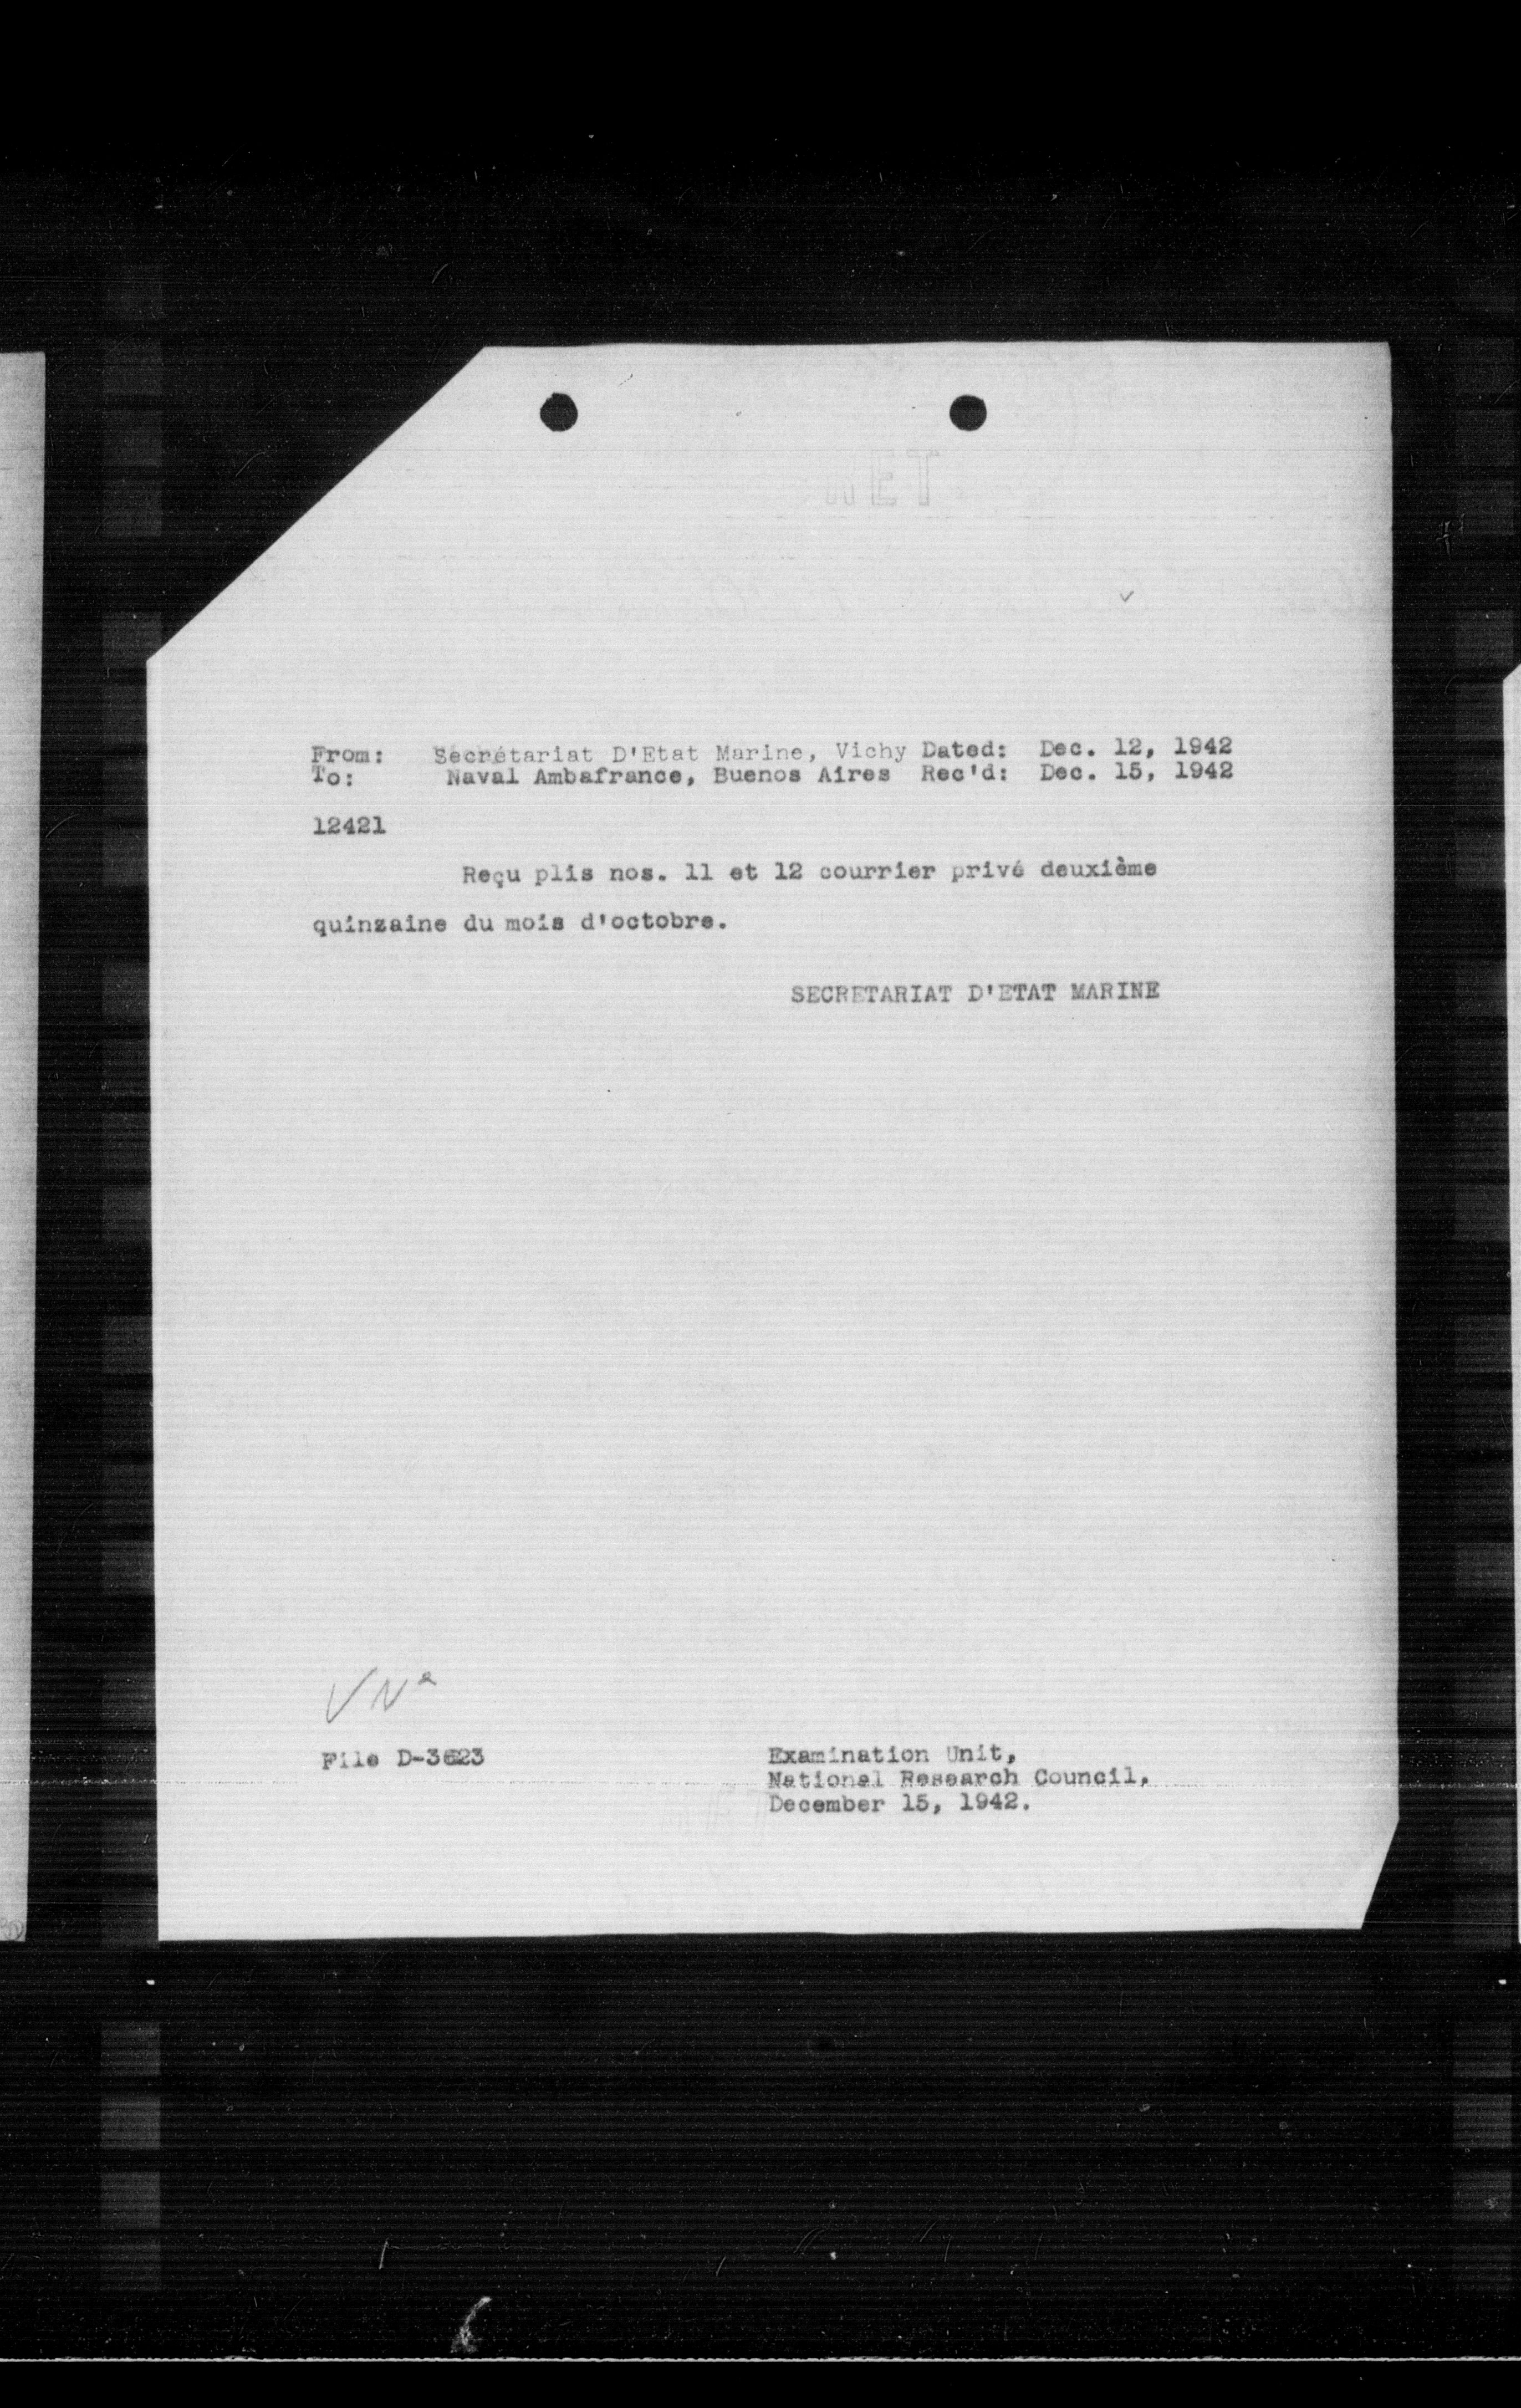 From: Secrétariat D'Etat Marine, Vichy Dated: Dec. 12, 1942
To: Naval Ambafrance, Buenos Aires Rec'd: Dec. 15, 1942
12421
Reçu plis nos. 11 et 12 courrier privé deuxième
quinzaine du mois d'octobre.
SECRETARIAT D'ETAT MARINE
File D-3623
Examination Unit,
National Research Council,
December 15, 1942.